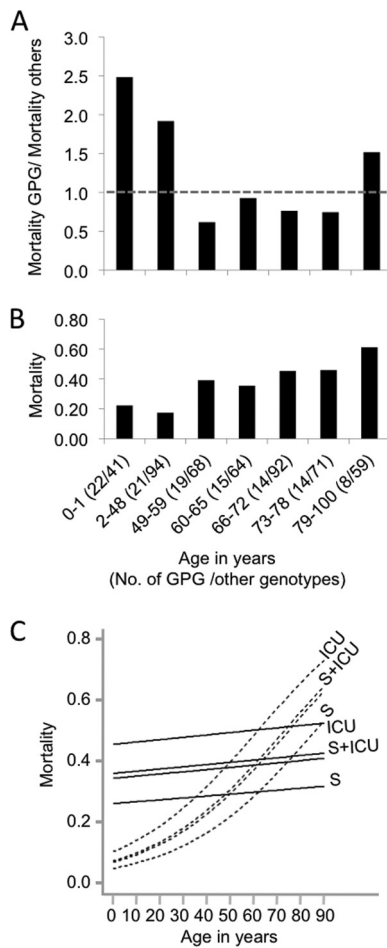 A
Mortality GPG/ Mortality others
3.0
2.5
2.0
1.5
1.0
0.5
0.0
B
Mortality
0.80
0.60
0.40
0.20
0.00
0-1 (22/41)
2-48 (21/94)
49-59 (19/68)
60-65 (15/64)
66-72 (14/92)
73-78 (14/71)
79-100 (8/59)
Age in years
(No. of GPG /other genotypes)
C
Mortality
0.8
0.6
0.4
0.2
0.0
ICU
S+ICU
S
ICU
S+ICU
S
0 10 20 30 40 50 60 70 80 90
Age in years